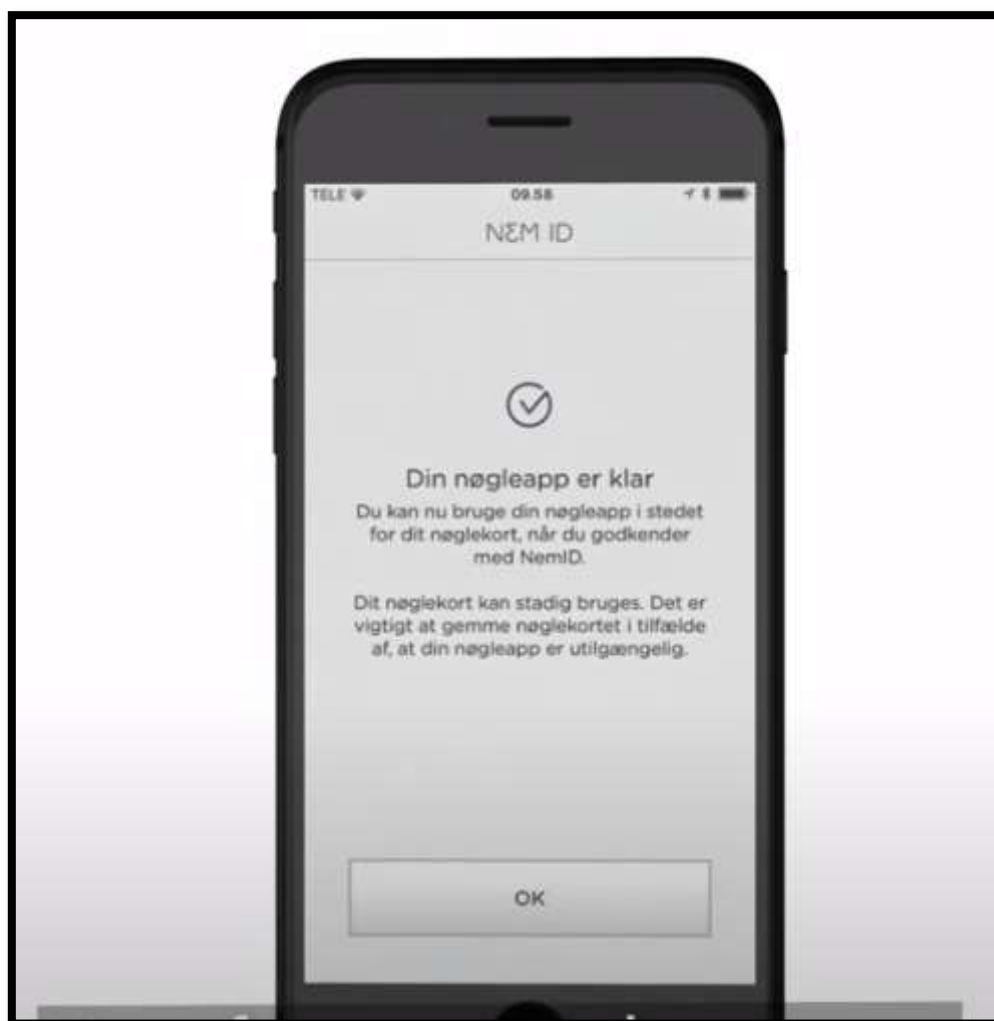 TELE 09.58
NEM ID
Din nøgleapp er klar
Du kan nu bruge din nøgleapp i stedet
for dit nøglekort, når du godkender
med NemID.
Dit nøglekort kan stadig bruges. Det er
vigtigt at gemme nøglekortet i tilfælde
af, at din nøgleapp er utilgængelig.
OK